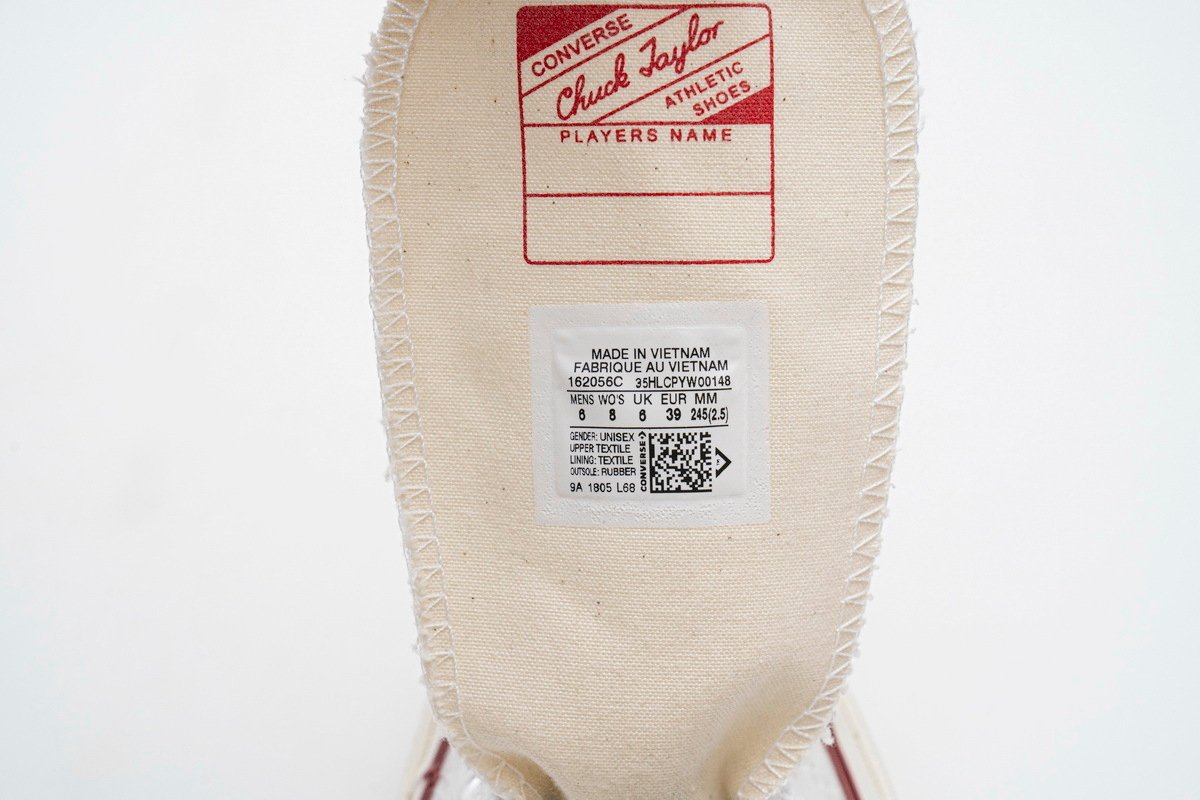 CONVERSE
Chuck Taylor
ATHLETIC
SHOES
PLAYERS NAME
MADE IN VIETNAM
FABRIQUE AU VIETNAM
162056C 35HLCPYW00148
MENS WO'S UK EUR MM
6 8 6 39 245(2.5)
GENDER: UNISEX
UPPER TEXTILE
LINING: TEXTILE
OUTSOLE: RUBBER
9A 1805 L68
CONVERSE